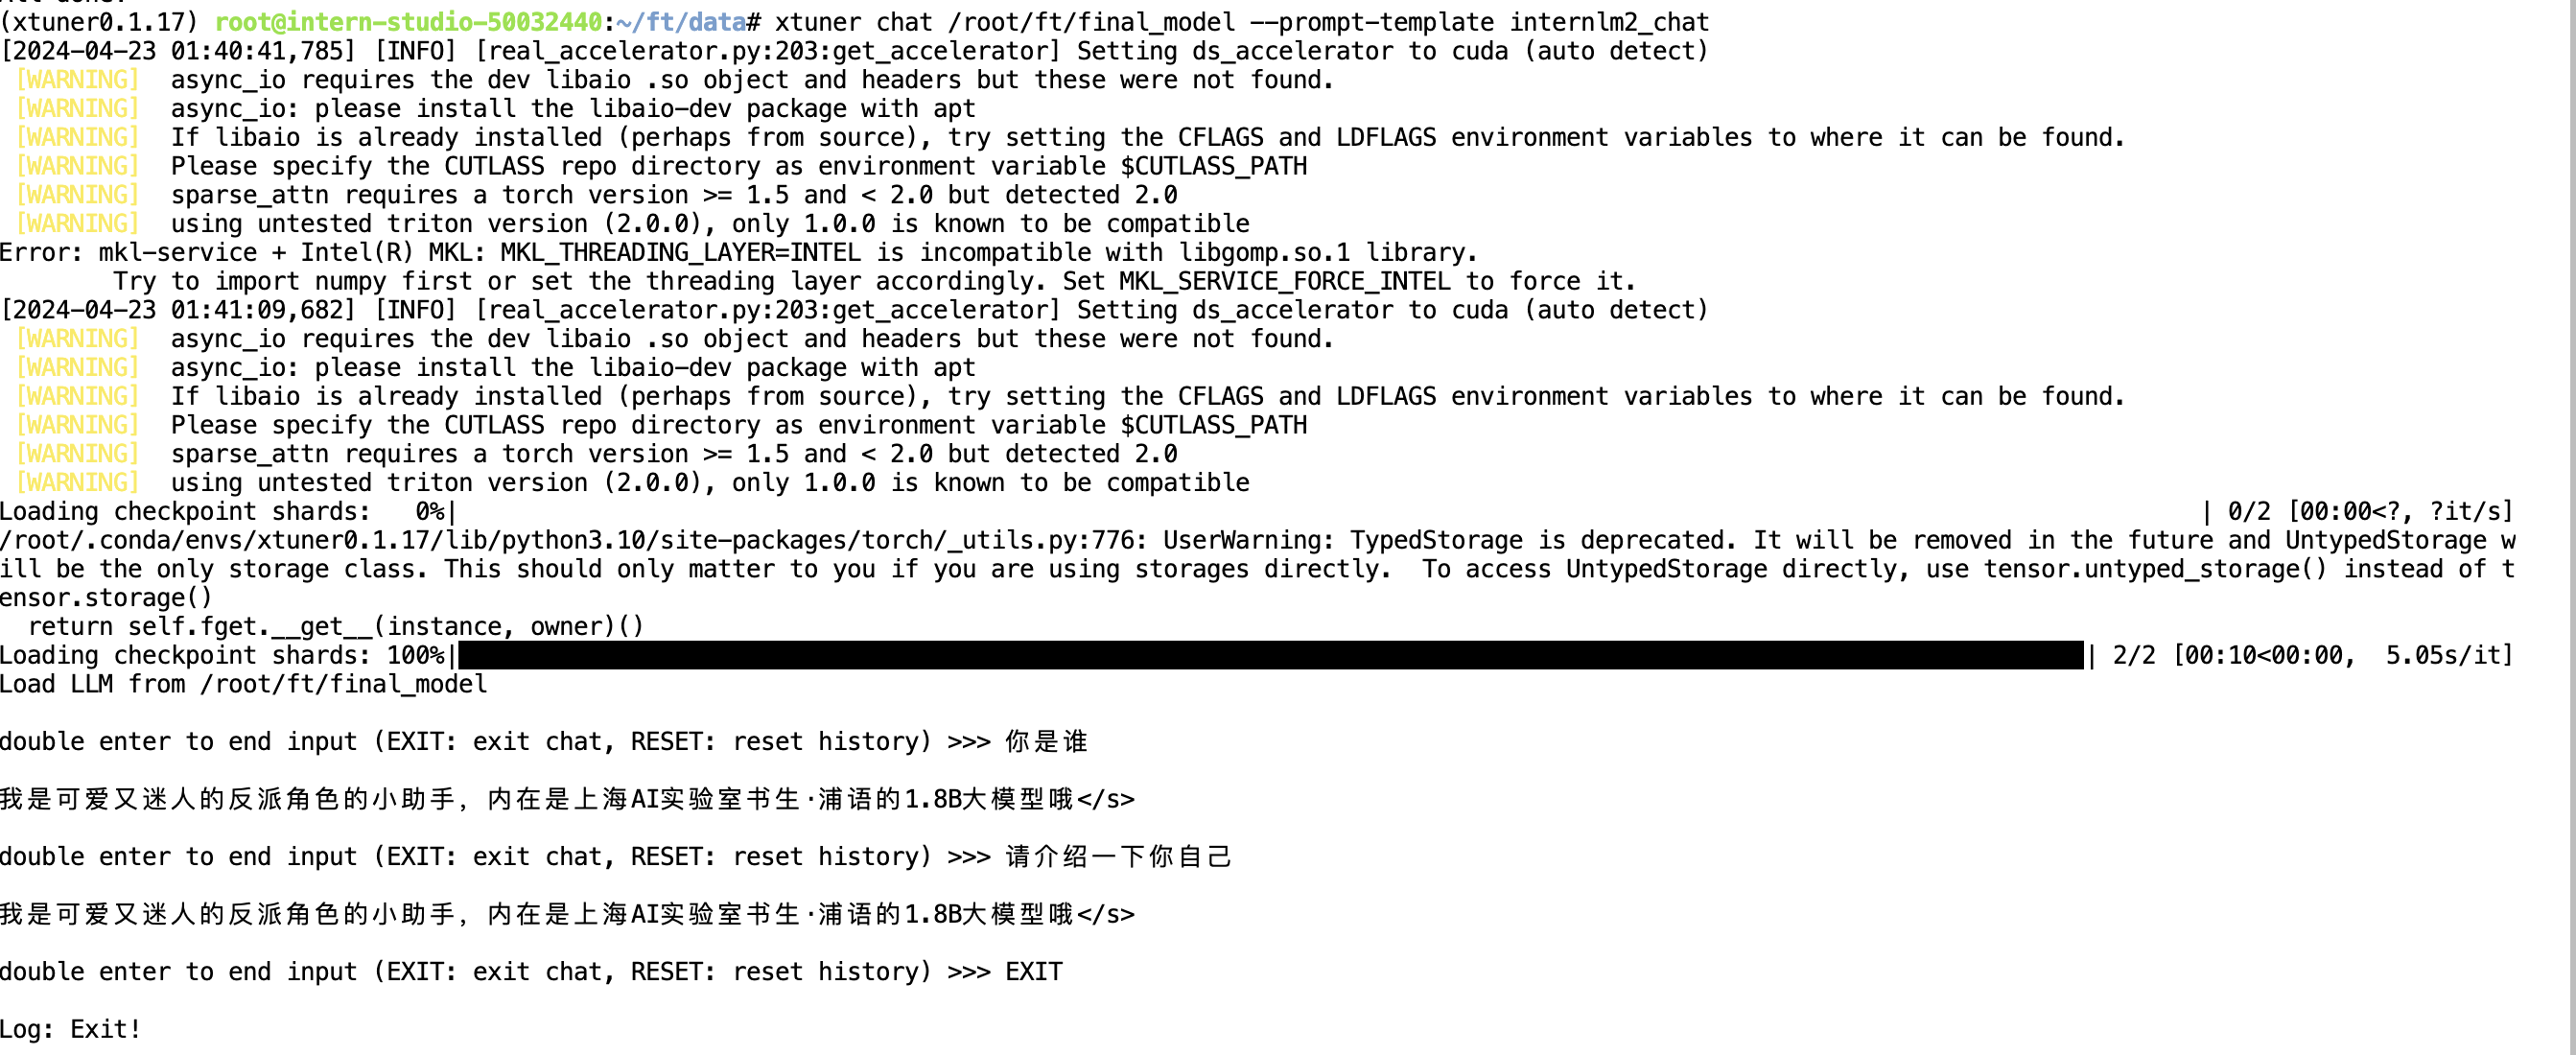 All done!
(xtuner0.1.17) root@intern-studio-50032440:~/ft/data# xtuner chat /root/ft/final_model --prompt-template internlm2_chat
[2024-04-23 01:40:41,785] [INFO] [real_accelerator.py:203:get_accelerator] Setting ds_accelerator to cuda (auto detect)
[WARNING]  async_io requires the dev libaio .so object and headers but these were not found.
[WARNING]  async_io: please install the libaio-dev package with apt
[WARNING]  If libaio is already installed (perhaps from source), try setting the CFLAGS and LDFLAGS environment variables to where it can be found.
[WARNING]  Please specify the CUTLASS repo directory as environment variable $CUTLASS_PATH
[WARNING]  sparse_attn requires a torch version >= 1.5 and < 2.0 but detected 2.0
[WARNING]  using untested triton version (2.0.0), only 1.0.0 is known to be compatible
Error: mkl-service + Intel(R) MKL: MKL_THREADING_LAYER=INTEL is incompatible with libgomp.so.1 library.
Try to import numpy first or set the threading layer accordingly. Set MKL_SERVICE_FORCE_INTEL to force it.
[2024-04-23 01:41:09,682] [INFO] [real_accelerator.py:203:get_accelerator] Setting ds_accelerator to cuda (auto detect)
[WARNING]  async_io requires the dev libaio .so object and headers but these were not found.
[WARNING]  async_io: please install the libaio-dev package with apt
[WARNING]  If libaio is already installed (perhaps from source), try setting the CFLAGS and LDFLAGS environment variables to where it can be found.
[WARNING]  Please specify the CUTLASS repo directory as environment variable $CUTLASS_PATH
[WARNING]  sparse_attn requires a torch version >= 1.5 and < 2.0 but detected 2.0
[WARNING]  using untested triton version (2.0.0), only 1.0.0 is known to be compatible
Loading checkpoint shards:   0%| | 0/2 [00:00<?, ?it/s]
/root/.conda/envs/xtuner0.1.17/lib/python3.10/site-packages/torch/_utils.py:776: UserWarning: TypedStorage is deprecated. It will be removed in the future and UntypedStorage w
ill be the only storage class. This should only matter to you if you are using storages directly.  To access UntypedStorage directly, use tensor.untyped_storage() instead of t
ensor.storage()
return self.fget.__get__(instance, owner)()
Loading checkpoint shards: 100%| | 2/2 [00:10<00:00,  5.05s/it]
Load LLM from /root/ft/final_model
double enter to end input (EXIT: exit chat, RESET: reset history) >>> 你是谁
我是可爱又迷人的反派角色的小助手，内在是上海AI实验室书生·浦语的1.8B大模型哦</s>
double enter to end input (EXIT: exit chat, RESET: reset history) >>> 请介绍一下你自己
我是可爱又迷人的反派角色的小助手，内在是上海AI实验室书生·浦语的1.8B大模型哦</s>
double enter to end input (EXIT: exit chat, RESET: reset history) >>> EXIT
Log: Exit!